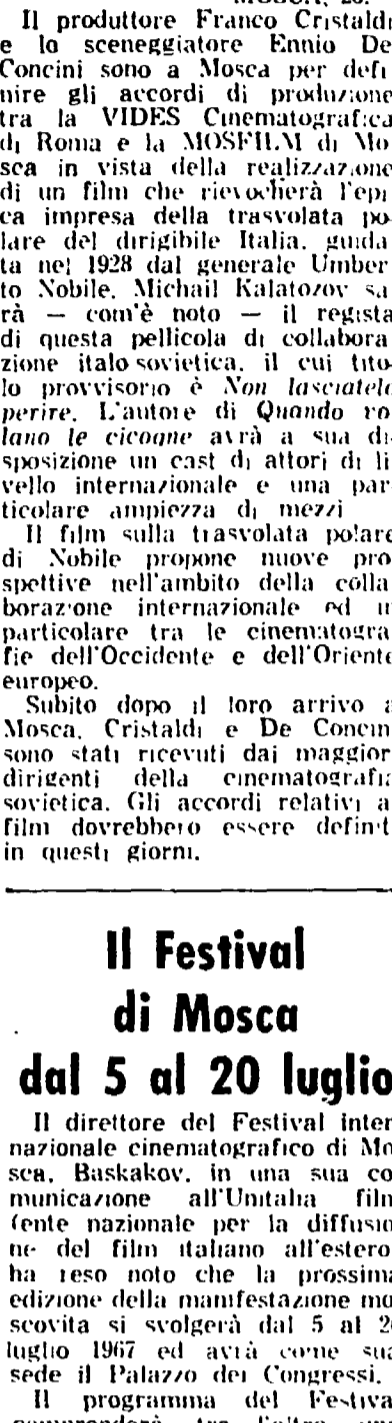 MOSCA, 26.
Il produttore Franco Cristaldi
e lo sceneggiatore Ennio De
Concini sono a Mosca per defi
nire gli accordi di produzione
tra la VIDES Cinematografica
di Roma e la MOSFILM di Mo
sca in vista della realizzazione
di un film che rievocherà l'epi
ca impresa della trasvolata po
lare del dirigibile Italia, guida
ta nel 1928 dal generale Umber
to Nobile. Michail Kalatozov sa
rà — com'è noto — il regista
di questa pellicola di collabora
zione italo sovietica, il cui tito
lo provvisorio è Non lasciatele
perire. L'autore di Quando vo
lano le cicogne avrà a sua di
sposizione un cast di attori di li
vello internazionale e una par
ticolare ampiezza di mezzi
Il film sulla trasvolata polare
di Nobile propone nuove pro
spettive nell'ambito della colla
borazione internazionale ed in
particolare tra le cinematogra
fie dell'Occidente e dell'Oriente
europeo.
Subito dopo il loro arrivo a
Mosca, Cristaldi e De Concin
sono stati ricevuti dai maggior
dirigenti della cinematografia
sovietica. Gli accordi relativi a
film dovrebbero essere definit
in questi giorni.
Il Festival
di Mosca
dal 5 al 20 luglio
Il direttore del Festival inter
nazionale cinematografico di Mo
sca, Baskakov, in una sua co
municazione all'Unitalia film
(ente nazionale per la diffusio
ne del film italiano all'estero
ha reso noto che la prossima
edizione della manifestazione mo
scovita si svolgerà dal 5 al 20
luglio 1967 ed avrà come sua
sede il Palazzo dei Congressi.
Il programma del Festival
comprenderà tra l'altro